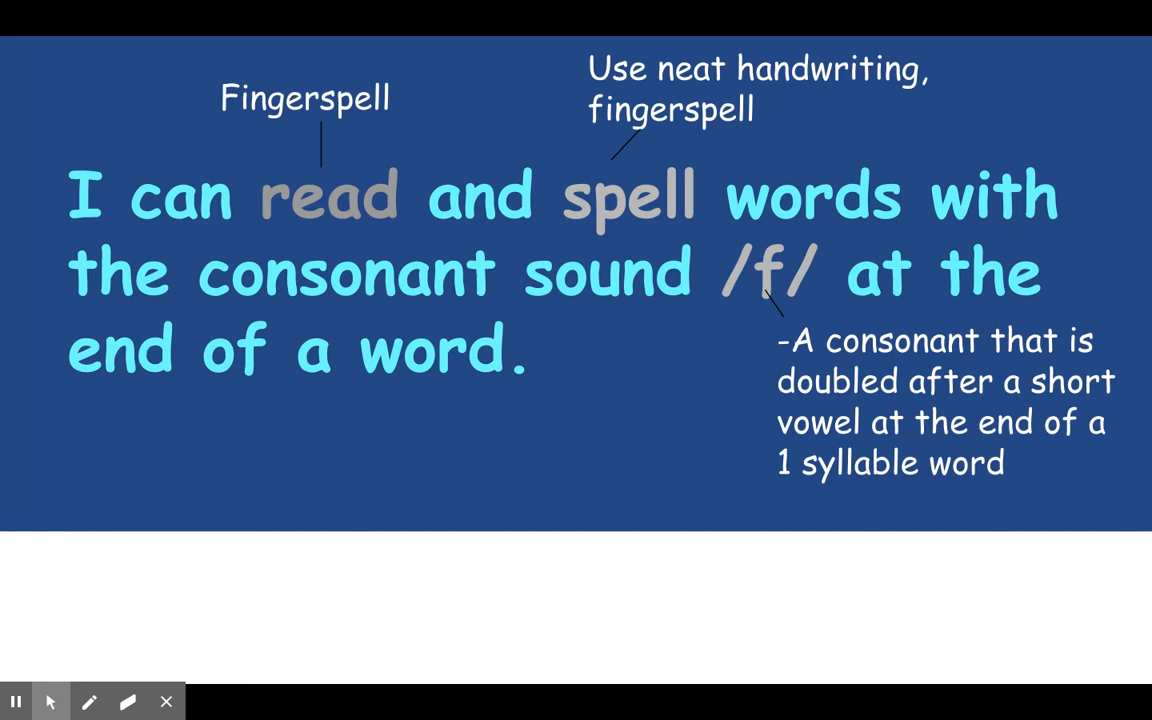 Fingerspell
Use neat handwriting,
fingerspell
I can read and spell words with
the consonant sound /f/ at the
end of a word.
-A consonant that is
doubled after a short
vowel at the end of a
1 syllable word